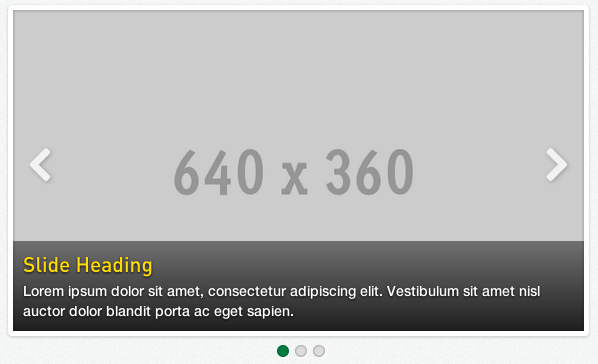 640 x 360
Slide Heading
Lorem ipsum dolor sit amet, consectetur adipiscing elit. Vestibulum sit amet nisl
auctor dolor blandit porta ac eget sapien.